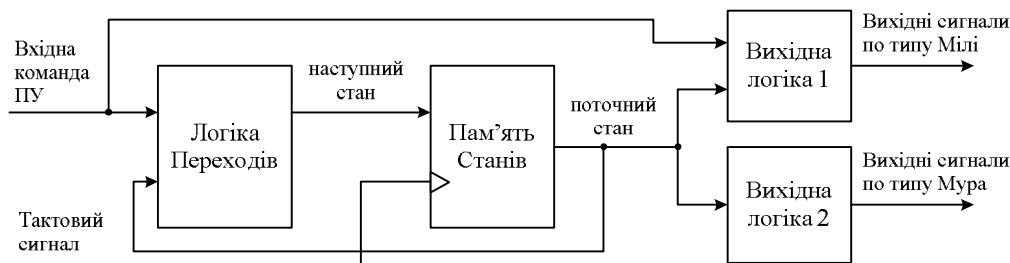 Вхідна
команда
ПУ
Логіка
Переходів
наступний
стан
Пам’ять
Станів
поточний
стан
Вихідна
логіка 1
Вихідні сигнали
по типу Мілі
Вихідна
логіка 2
Вихідні сигнали
по типу Мура
Тактовий
сигнал